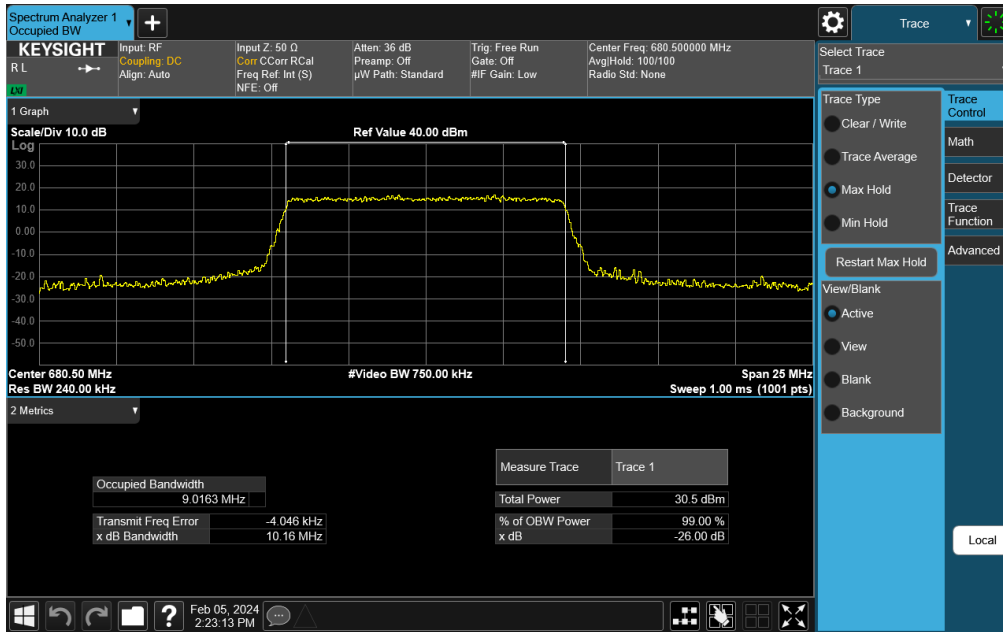 Spectrum Analyzer 1
Occupied BW
Trace
KEYSIGHT
R L
LXI
Input: RF
Coupling: DC
Align: Auto
Input Z: 50 Ω
Corr CCorr RCal
Freq Ref: Int (S)
NFE: Off
Atten: 36 dB
Preamp: Off
µW Path: Standard
Trig: Free Run
Gate: Off
#IF Gain: Low
Center Freq: 680.500000 MHz
Avg|Hold: 100/100
Radio Std: None
Select Trace
Trace 1
1 Graph
Scale/Div 10.0 dB
Ref Value 40.00 dBm
Log
30.0
20.0
10.0
0.00
-10.0
-20.0
-30.0
-40.0
-50.0
Center 680.50 MHz
#Video BW 750.00 kHz
Span 25 MHz
Res BW 240.00 kHz
Sweep 1.00 ms (1001 pts)
Trace Type
Clear / Write
Trace Average
Max Hold
Min Hold
Restart Max Hold
View/Blank
Active
View
Blank
Background
Trace
Control
Math
Detector
Trace
Function
Advanced
Local
2 Metrics
Occupied Bandwidth
9.0163 MHz
Transmit Freq Error -4.046 kHz
x dB Bandwidth 10.16 MHz
Measure Trace Trace 1
Total Power 30.5 dBm
% of OBW Power 99.00 %
x dB -26.00 dB
Feb 05, 2024
2:23:13 PM